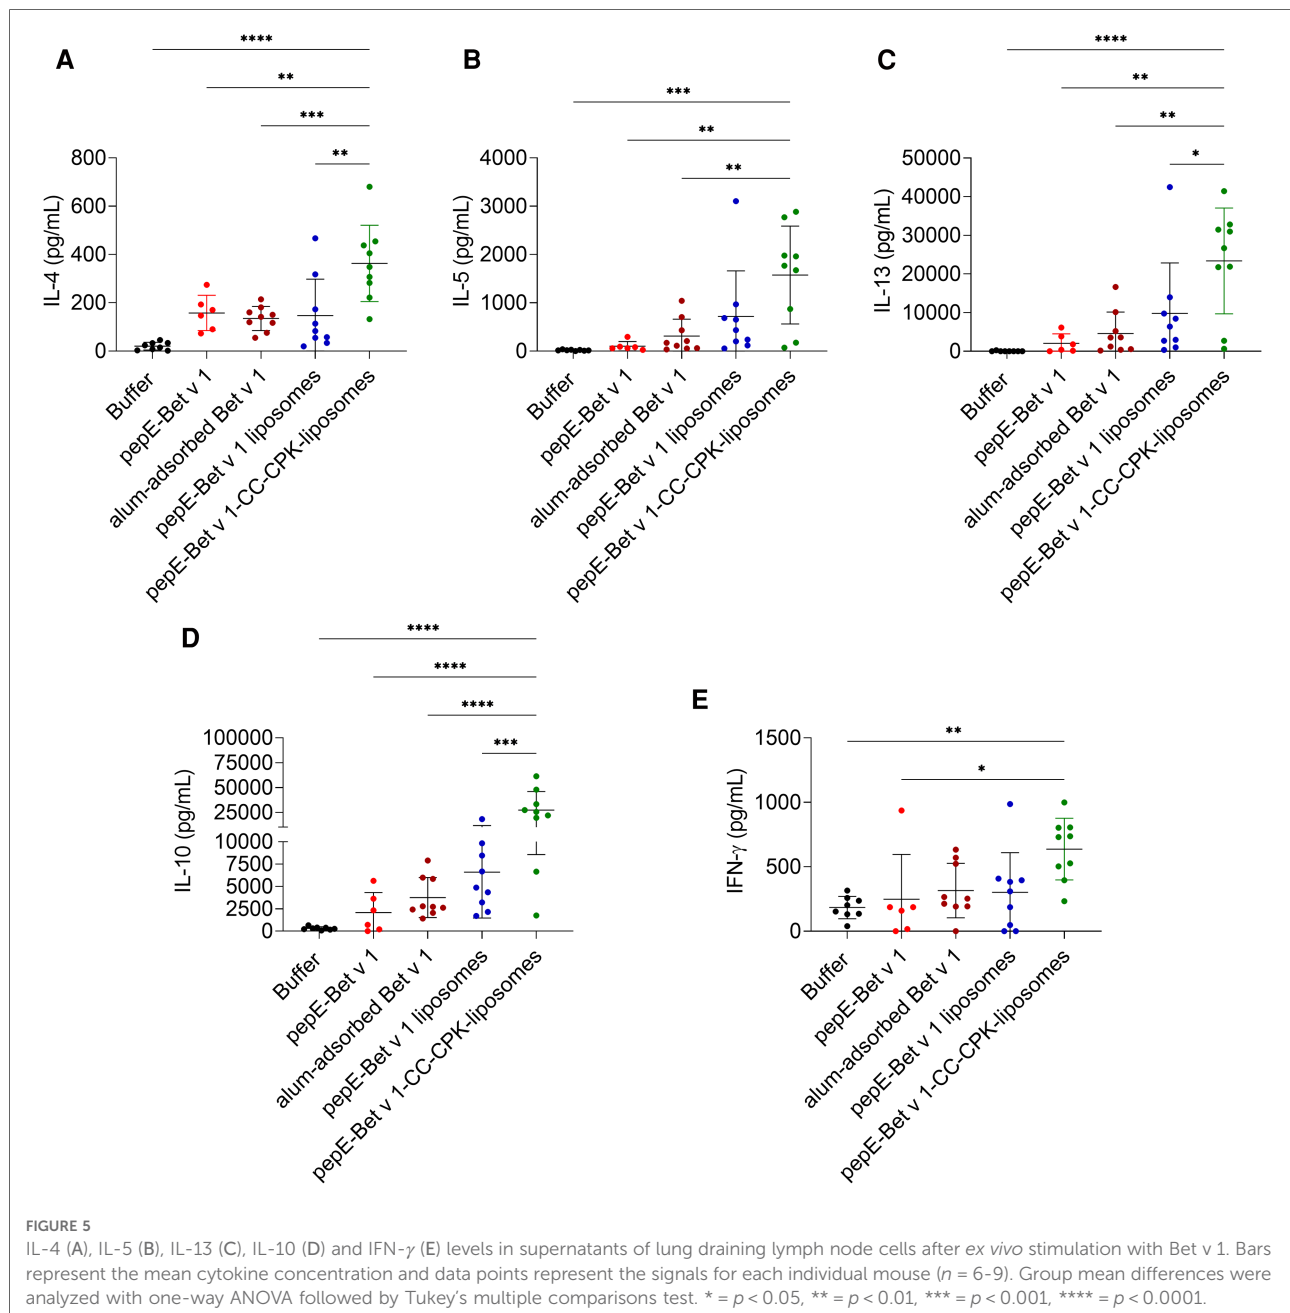 A
****
**
***
**
IL-4 (pg/mL)
800
600
400
200
0
Buffer
pepE-Bet v 1
alum-adsorbed Bet v 1
pepE-Bet v 1 liposomes
pepE-Bet v 1-CC-CPK-liposomes
B
***
**
**
IL-5 (pg/mL)
4000
3000
2000
1000
0
Buffer
pepE-Bet v 1
alum-adsorbed Bet v 1
pepE-Bet v 1 liposomes
pepE-Bet v 1-CC-CPK-liposomes
C
****
**
**
*
IL-13 (pg/mL)
50000
40000
30000
20000
10000
0
Buffer
pepE-Bet v 1
alum-adsorbed Bet v 1
pepE-Bet v 1 liposomes
pepE-Bet v 1-CC-CPK-liposomes
D
****
****
****
***
IL-10 (pg/mL)
100000
75000
50000
25000
10000
7500
5000
2500
0
Buffer
pepE-Bet v 1
alum-adsorbed Bet v 1
pepE-Bet v 1 liposomes
pepE-Bet v 1-CC-CPK-liposomes
E
**
*
IFN-γ (pg/mL)
1500
1000
500
0
Buffer
pepE-Bet v 1
alum-adsorbed Bet v 1
pepE-Bet v 1 liposomes
pepE-Bet v 1-CC-CPK-liposomes
FIGURE 5
IL-4 (A), IL-5 (B), IL-13 (C), IL-10 (D) and IFN-γ (E) levels in supernatants of lung draining lymph node cells after ex vivo stimulation with Bet v 1. Bars
represent the mean cytokine concentration and data points represent the signals for each individual mouse (n = 6-9). Group mean differences were
analyzed with one-way ANOVA followed by Tukey's multiple comparisons test. * = p < 0.05, ** = p < 0.01, *** = p < 0.001, **** = p < 0.0001.